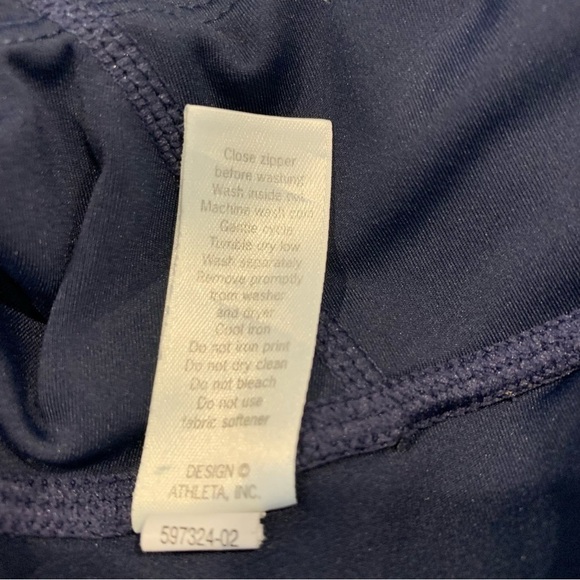 Close zipper
before washing
Wash inside out
Machine wash cold
Gentle cycle
Tumble dry low
Wash separately
Remove promptly
from washer
and dryer
Cool iron
Do not iron print
Do not dry clean
Do not bleach
Do not use
fabric softener
DESIGN ©
ATHLETA, INC.
597324-02